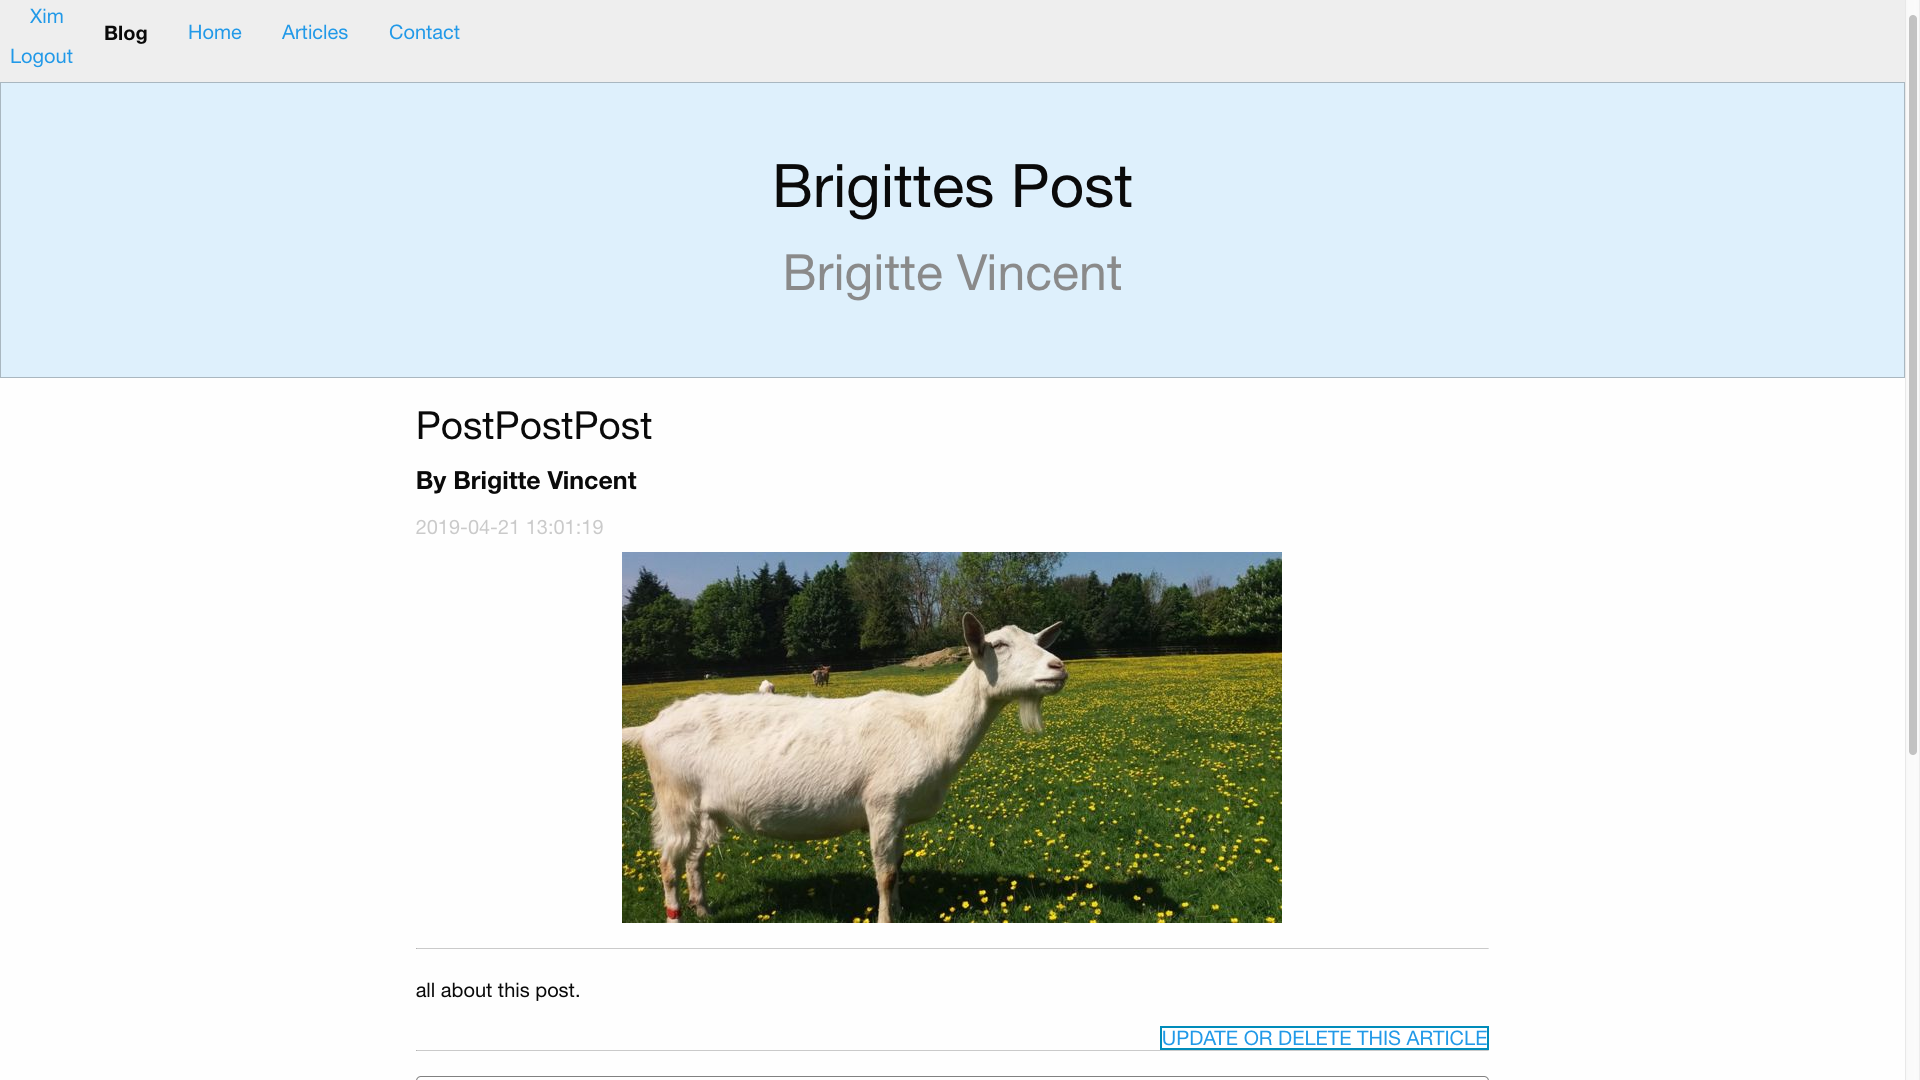 Xim
Logout
Blog
Home
Articles
Contact
Brigittes Post
Brigitte Vincent
PostPostPost
By Brigitte Vincent
2019-04-21 13:01:19
all about this post.
UPDATE OR DELETE THIS ARTICLE